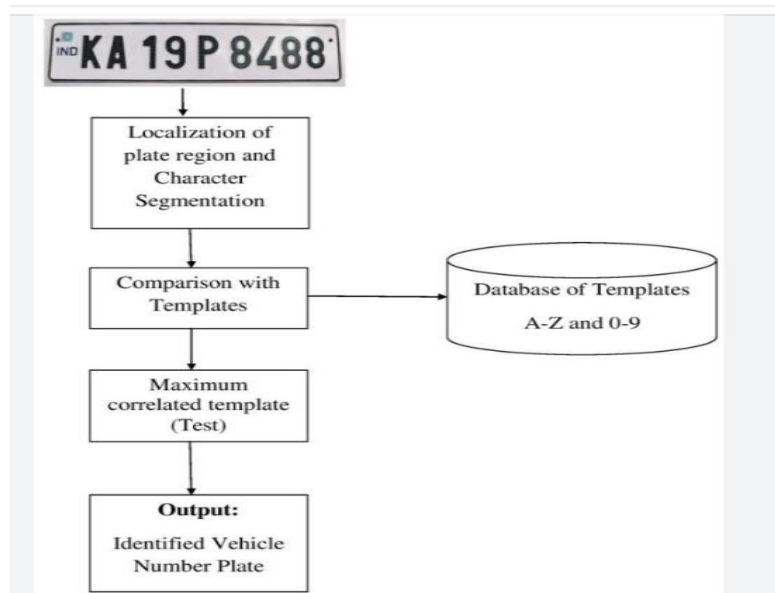 IND KA 19 P 8488
Localization of
plate region and
Character
Segmentation
Comparison with
Templates
Database of Templates
A-Z and 0-9
Maximum
correlated template
(Test)
Output:
Identified Vehicle
Number Plate